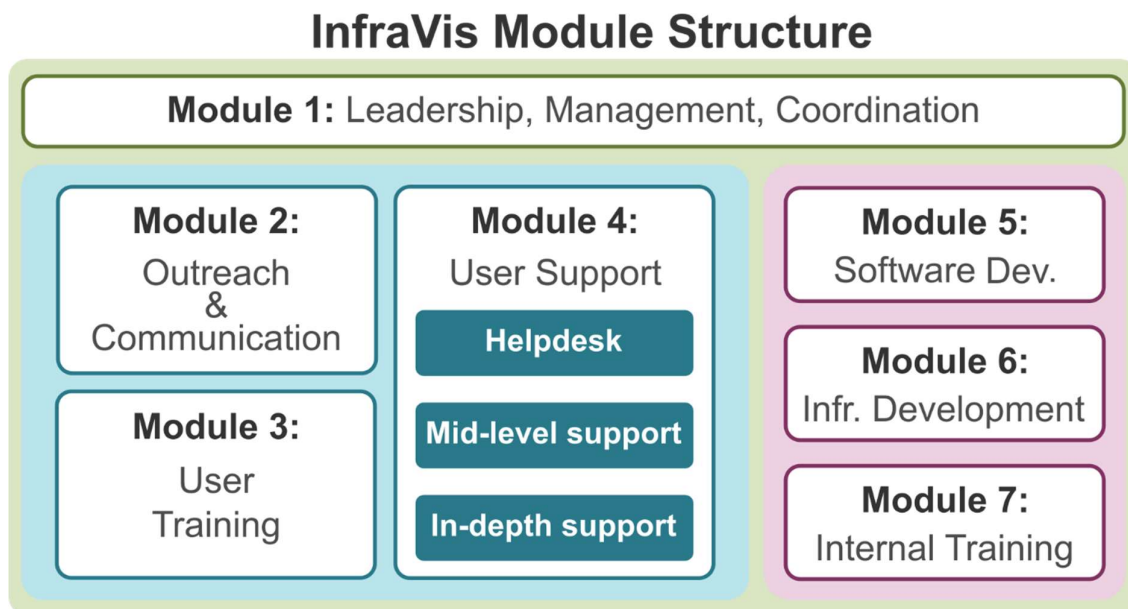 InfraVis Module Structure
Module 1: Leadership, Management, Coordination
Module 2:
Outreach
&
Communication
Module 3:
User
Training
Module 4:
User Support
Helpdesk
Mid-level support
In-depth support
Module 5:
Software Dev.
Module 6:
Infr. Development
Module 7:
Internal Training